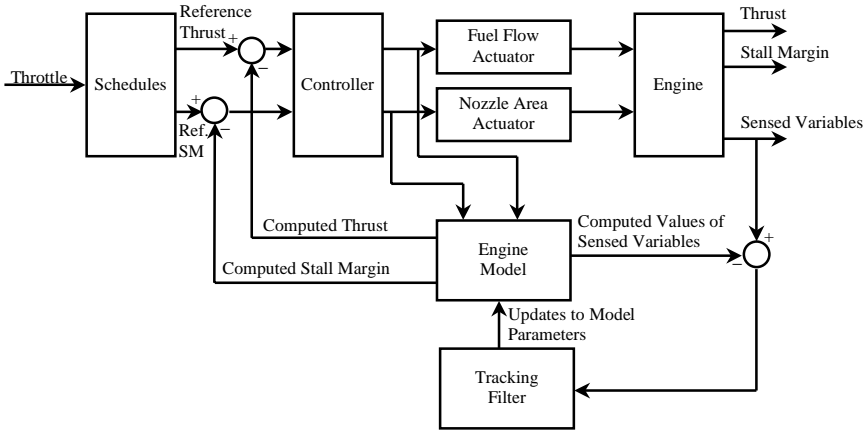 Reference
Thrust
+
−
Throttle
Schedules
+
−
Ref.
SM
Controller
Fuel Flow
Actuator
Nozzle Area
Actuator
Engine
Thrust
Stall Margin
Sensed Variables
Computed Thrust
Computed Stall Margin
Engine
Model
Computed Values of
Sensed Variables
+
−
Updates to Model
Parameters
Tracking
Filter